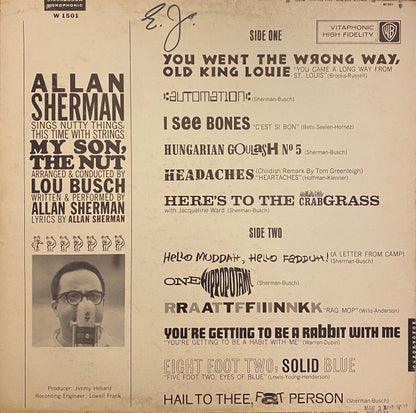 MONOPHONIC
W 1501
E. J.
VITAPHONIC
HIGH FIDELITY
WB
ALLAN
SHERMAN
SINGS NUTTY THINGS,
THIS TIME WITH STRINGS
MY SON,
THE NUT
ARRANGED & CONDUCTED BY
LOU BUSCH
WRITTEN & PERFORMED BY
ALLAN SHERMAN
LYRICS BY ALLAN SHERMAN
Producer: Jimmy Hilliard
Recording Engineer: Lowell Frank
SIDE ONE
YOU WENT THE WRONG WAY,
OLD KING LOUIE "YOU CAME A LONG WAY FROM
ST. LOUIS" (Brooks-Russell)
AUTOMATION (Sherman-Busch)
I SEE BONES "C'EST SI BON" (Betti-Seelen-Hornez)
HUNGARIAN GOULASH No 5 (Sherman-Busch)
HEADACHES (Childish Remark By Tom Greenleigh)
"HEARTACHES" (Hoffman-Klenner)
HERE'S TO THE CRABGRASS
with Jacqueline Ward (Sherman-Busch)
SIDE TWO
Hello Muddah, Hello Fadduh! (A LETTER FROM CAMP)
(Sherman-Busch)
ONE HIPPOPOTAMI (Sherman-Busch)
RRAATTFFIIINNKK "RAG MOP" (Wills-Anderson)
YOU'RE GETTING TO BE A RABBIT WITH ME
"YOU'RE GETTING TO BE A HABIT WITH ME" (Warren-Dubin)
EIGHT FOOT TWO, SOLID BLUE
"FIVE FOOT TWO, EYES OF BLUE" (Lewis-Young-Henderson)
HAIL TO THEE, FAT PERSON (Sherman-Busch)